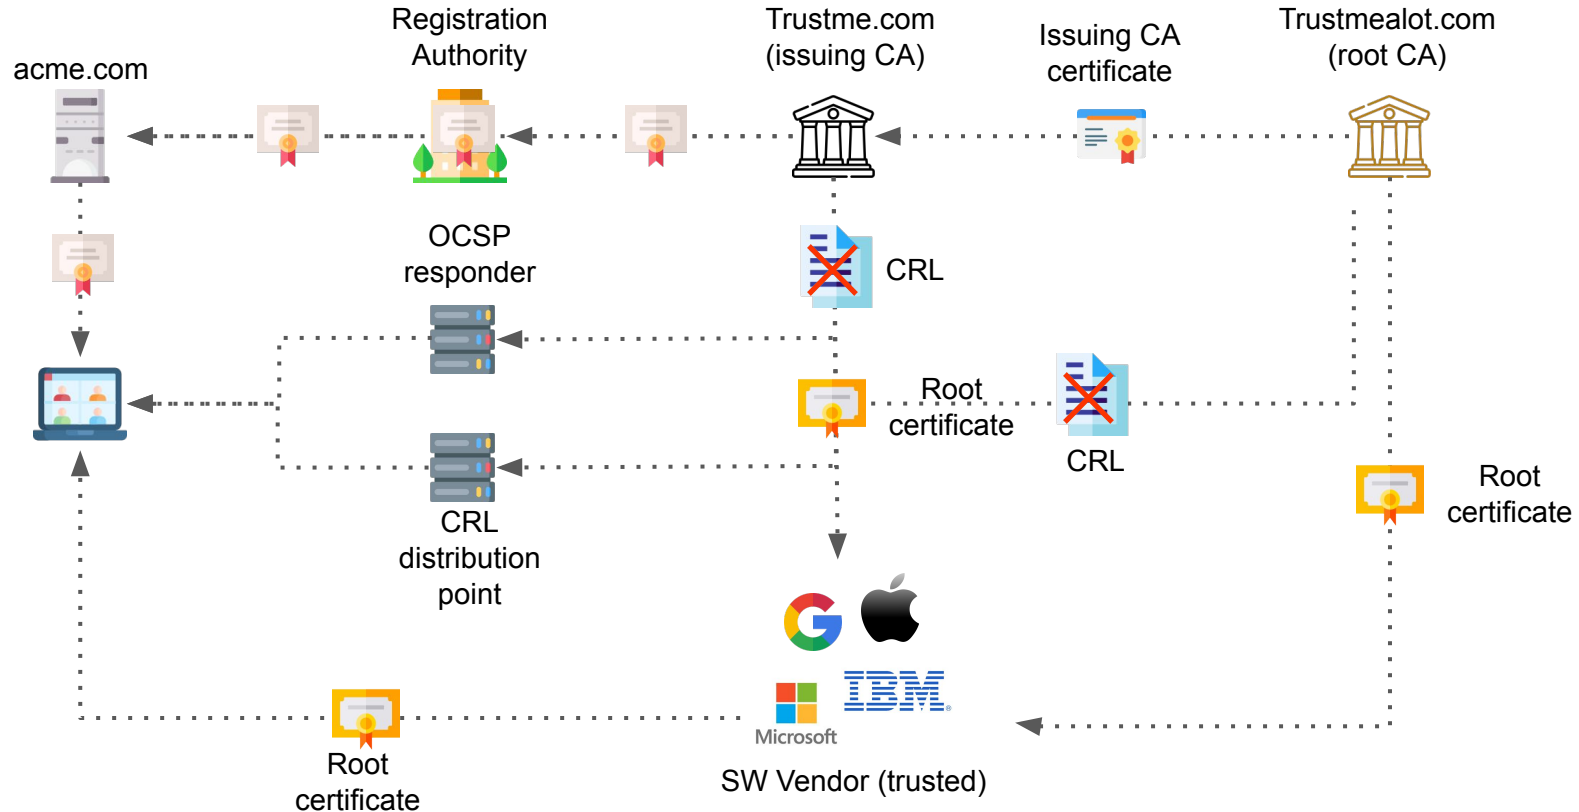 acme.com
Registration
Authority
Trustme.com
(issuing CA)
Issuing CA
certificate
Trustmealot.com
(root CA)
OCSP
responder
CRL
Root
certificate
CRL
Root
certificate
CRL
distribution
point
IBM®
Microsoft
Root
certificate
SW Vendor (trusted)